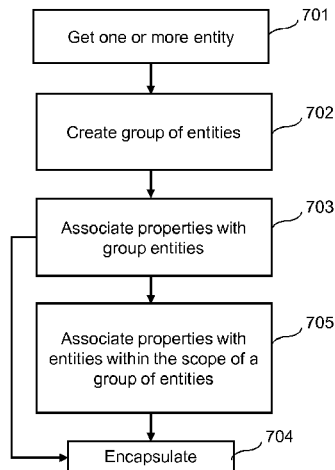 701
Get one or more entity
702
Create group of entities
703
Associate properties with
group entities
705
Associate properties with
entities within the scope of a
group of entities
704
Encapsulate